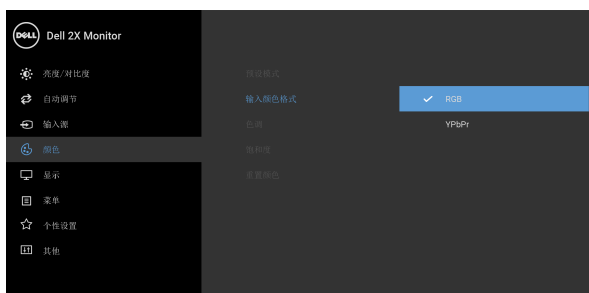 DELL Dell 2X Monitor
亮度/对比度
自动调节
输入源
颜色
显示
菜单
个性设置
其他
预设模式
输入颜色格式
色调
饱和度
重置颜色
RGB
YPbPr